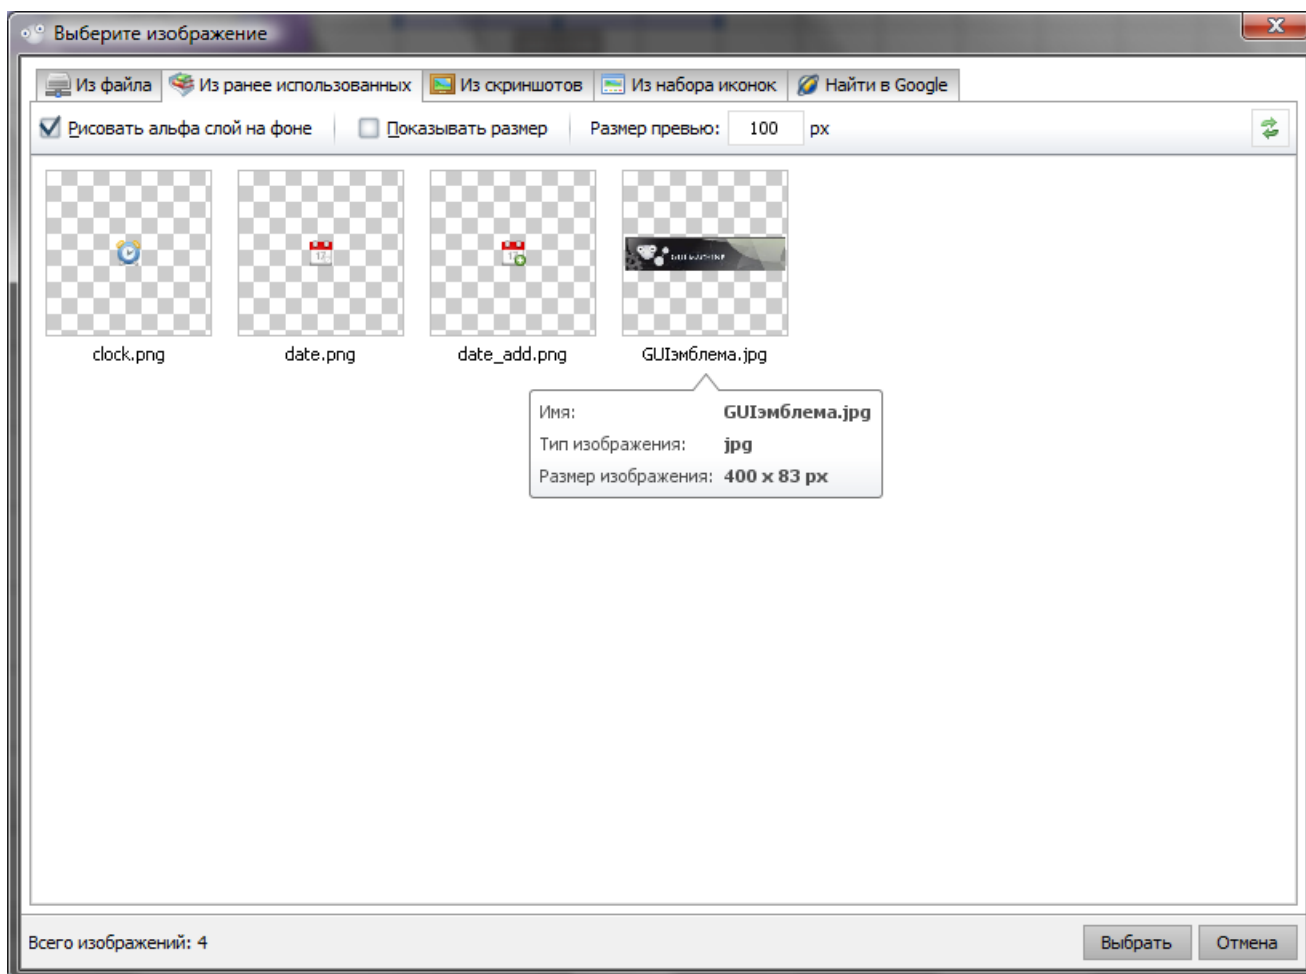 Выберите изображение
Из файла Из ранее использованных Из скриншотов Из набора иконок Найти в Google
Рисовать альфа слой на фоне Показывать размер Размер превью: 100 px
GUI MACHINE
clock.png date.png date_add.png GUIэмблема.jpg
Имя: GUIэмблема.jpg
Тип изображения: jpg
Размер изображения: 400 x 83 px
Всего изображений: 4 Выбрать Отмена